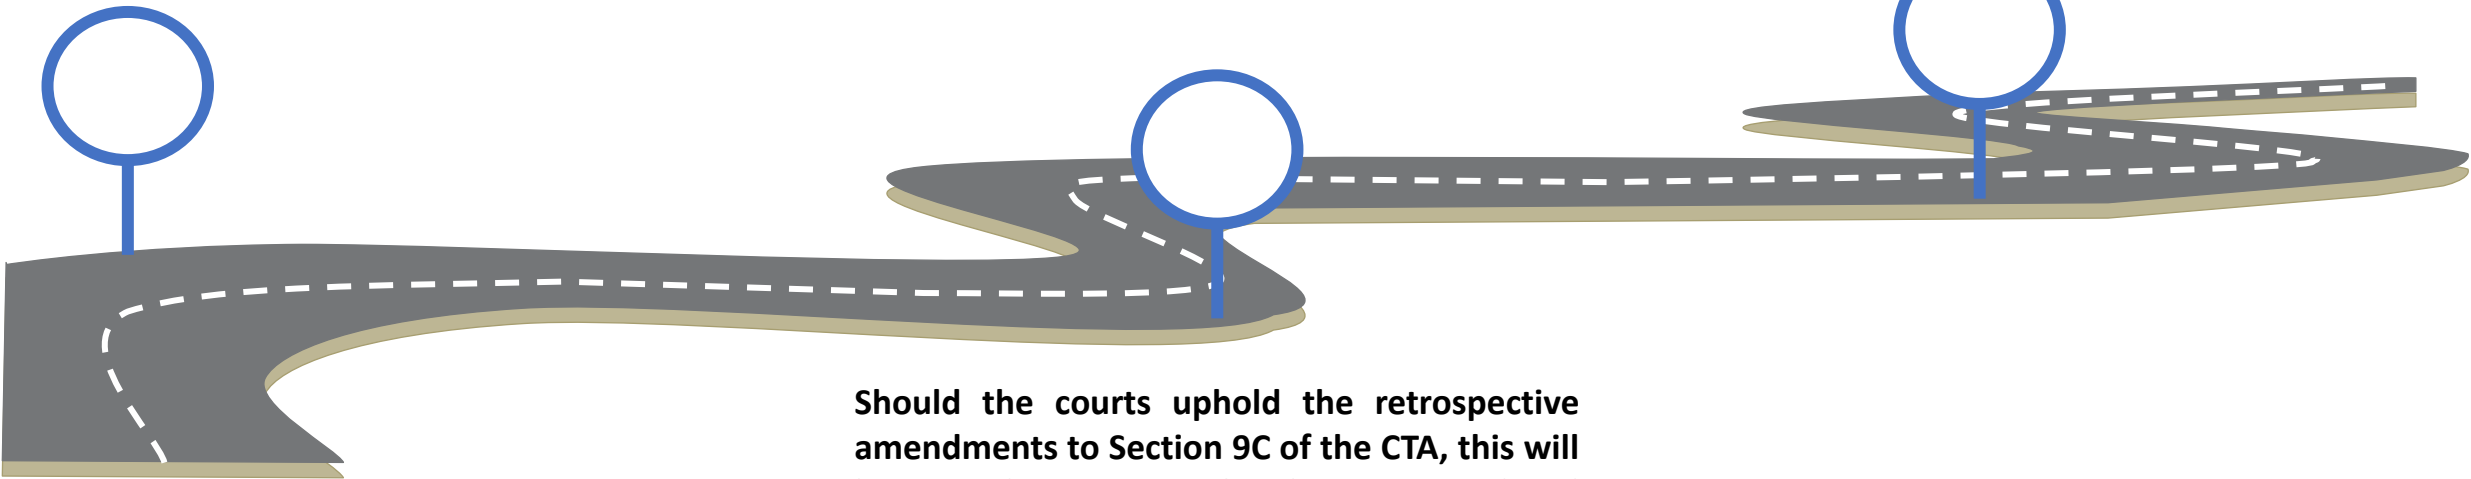 Should the courts uphold the retrospective
amendments to Section 9C of the CTA, this will